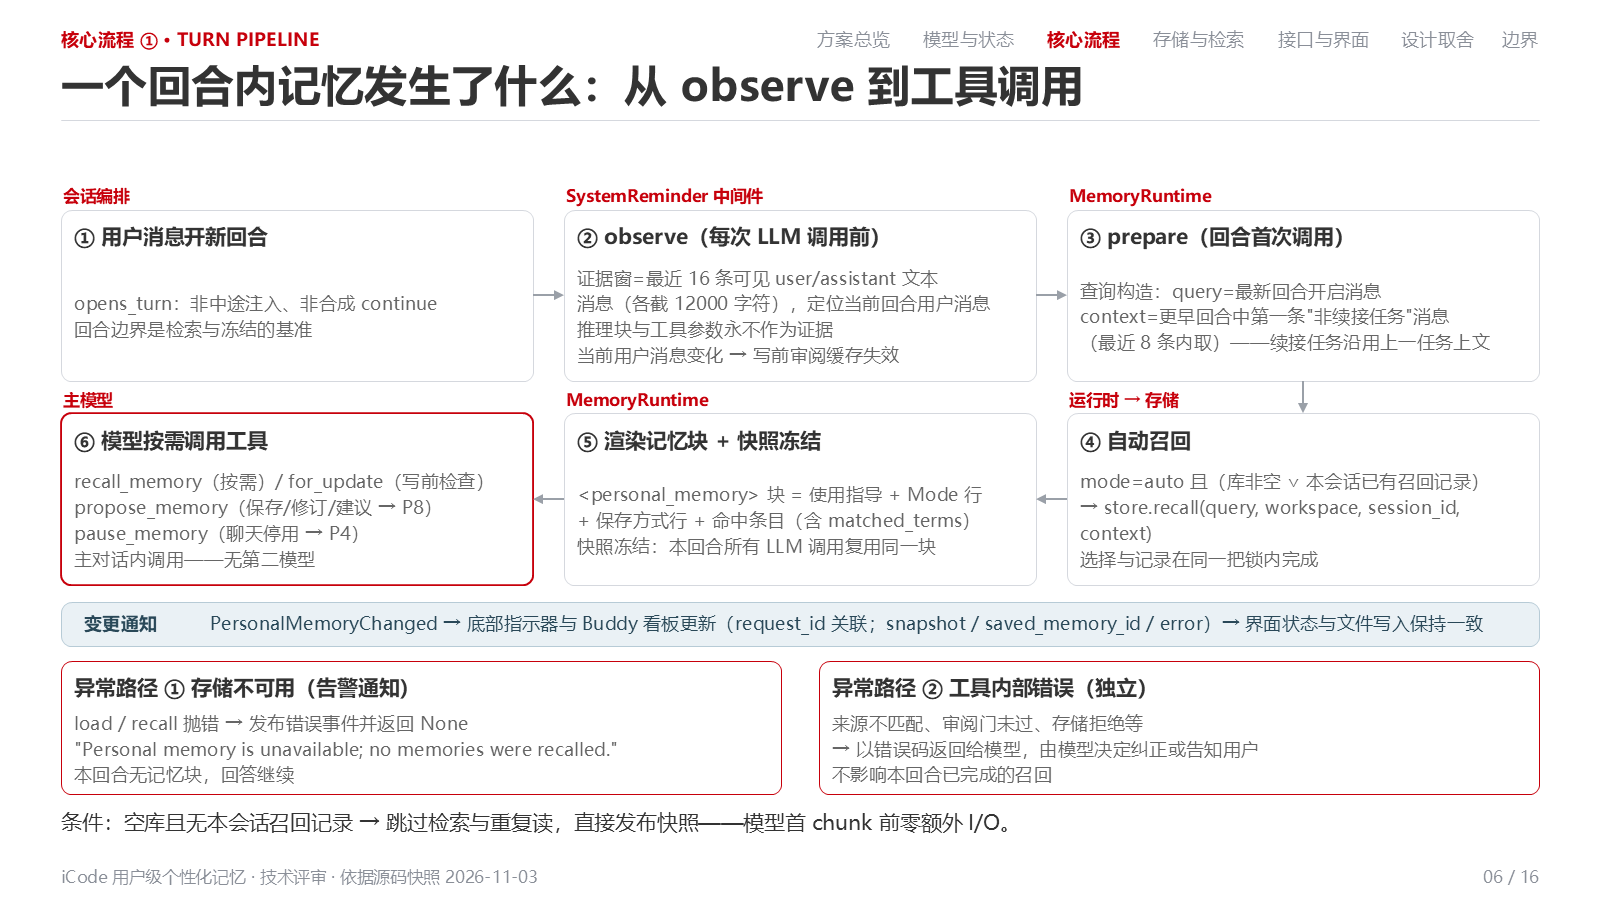 核心流程 ① • TURN PIPELINE
方案总览 模型与状态 核心流程 存储与检索 接口与界面 设计取舍 边界
一个回合内记忆发生了什么：从 observe 到工具调用
会话编排
① 用户消息开新回合
opens_turn：非中途注入、非合成 continue
回合边界是检索与冻结的基准
SystemReminder 中间件
② observe（每次 LLM 调用前）
证据窗=最近 16 条可见 user/assistant 文本
消息（各截 12000 字符），定位当前回合用户消息
推理块与工具参数永不作为证据
当前用户消息变化 → 写前审阅缓存失效
MemoryRuntime
③ prepare（回合首次调用）
查询构造：query=最新回合开启消息
context=更早回合中第一条"非续接任务"消息
（最近 8 条内取）——续接任务沿用上一任务上文
运行时 → 存储
④ 自动召回
mode=auto 且（库非空 ∨ 本会话已有召回记录）
→ store.recall(query, workspace, session_id,
context)
选择与记录在同一把锁内完成
MemoryRuntime
⑤ 渲染记忆块 + 快照冻结
<personal_memory> 块 = 使用指导 + Mode 行
+ 保存方式行 + 命中条目（含 matched_terms）
快照冻结：本回合所有 LLM 调用复用同一块
主模型
⑥ 模型按需调用工具
recall_memory（按需）/ for_update（写前检查）
propose_memory（保存/修订/建议 → P8）
pause_memory（聊天停用 → P4）
主对话内调用——无第二模型
变更通知 PersonalMemoryChanged → 底部指示器与 Buddy 看板更新（request_id 关联；snapshot / saved_memory_id / error）→ 界面状态与文件写入保持一致
异常路径 ① 存储不可用（告警通知）
load / recall 抛错 → 发布错误事件并返回 None
"Personal memory is unavailable; no memories were recalled."
本回合无记忆块，回答继续
异常路径 ② 工具内部错误（独立）
来源不匹配、审阅门未过、存储拒绝等
→ 以错误码返回给模型，由模型决定纠正或告知用户
不影响本回合已完成的召回
条件：空库且无本会话召回记录 → 跳过检索与重复读，直接发布快照——模型首 chunk 前零额外 I/O。
iCode 用户级个性化记忆 · 技术评审 · 依据源码快照 2026-11-03
06 / 16